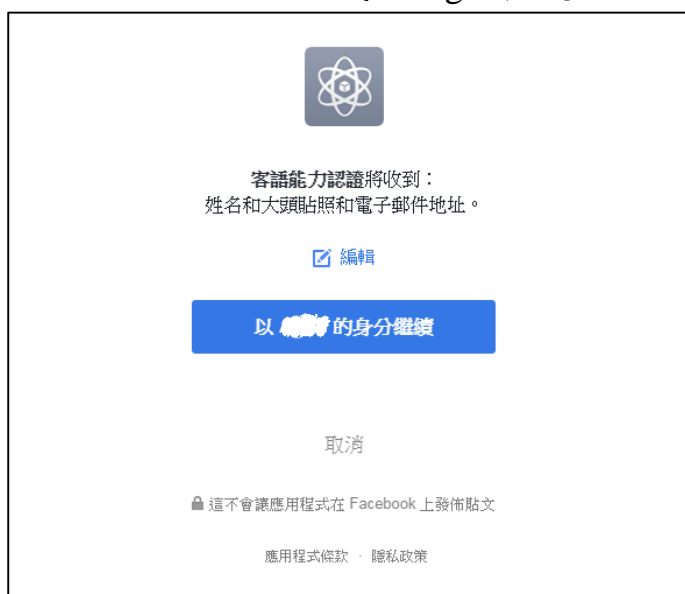 客語能力認證將收到：
姓名和大頭貼照和電子郵件地址。
編輯
以 的身分繼續
取消
這不會讓應用程式在 Facebook 上發佈貼文
應用程式條款 · 隱私政策